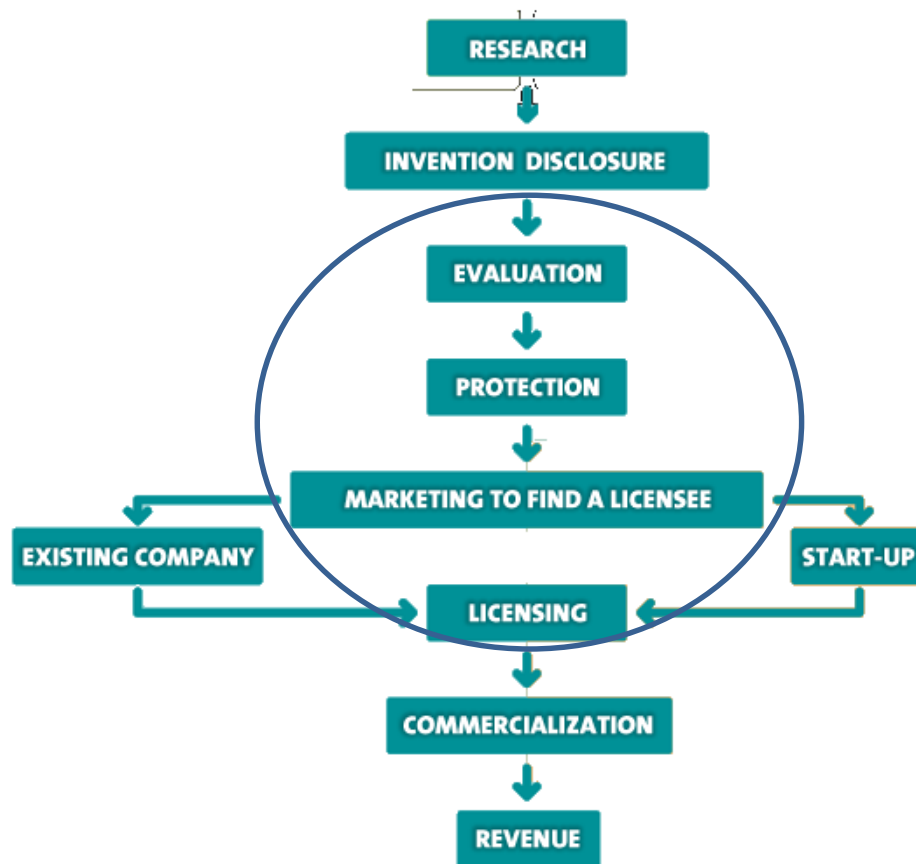 RESEARCH
INVENTION DISCLOSURE
EVALUATION
PROTECTION
MARKETING TO FIND A LICENSEE
EXISTING COMPANY
START-UP
LICENSING
COMMERCIALIZATION
REVENUE